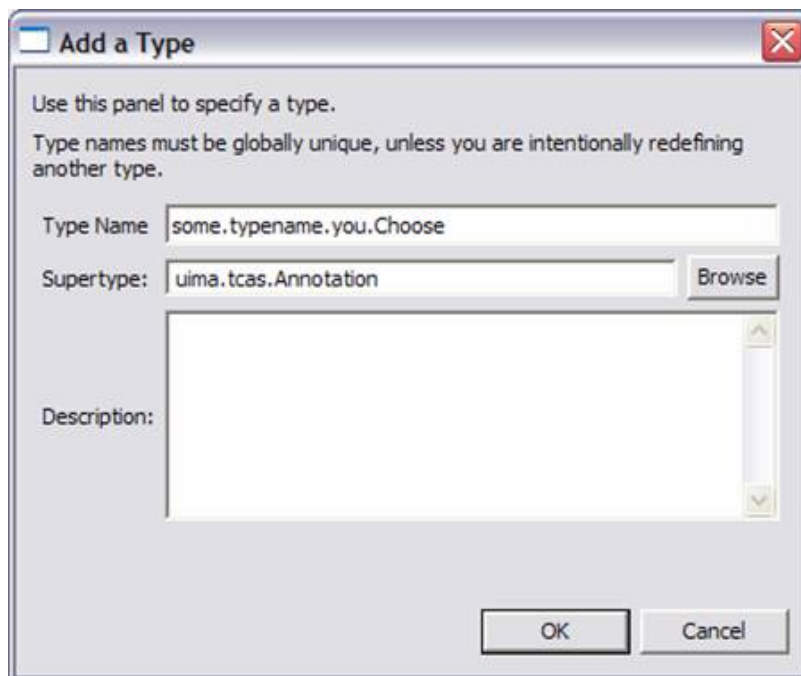 Add a Type
Use this panel to specify a type.
Type names must be globally unique, unless you are intentionally redefining
another type.
Type Name some.typename.you.Choose
Supertype: uima.tcas.Annotation Browse
Description:
OK Cancel